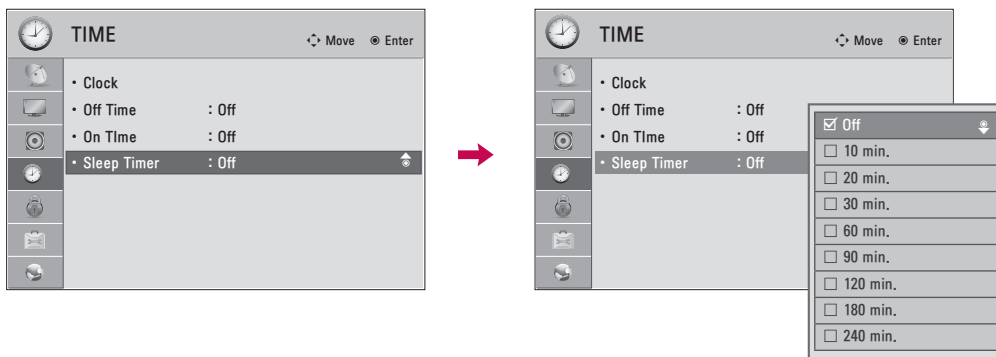 TIME
Move Enter
• Clock
• Off Time : Off
• On TIme : Off
• Sleep Timer : Off
TIME
Move Enter
• Clock
• Off Time : Off
• On TIme : Off
• Sleep Timer : Off
Off
10 min.
20 min.
30 min.
60 min.
90 min.
120 min.
180 min.
240 min.